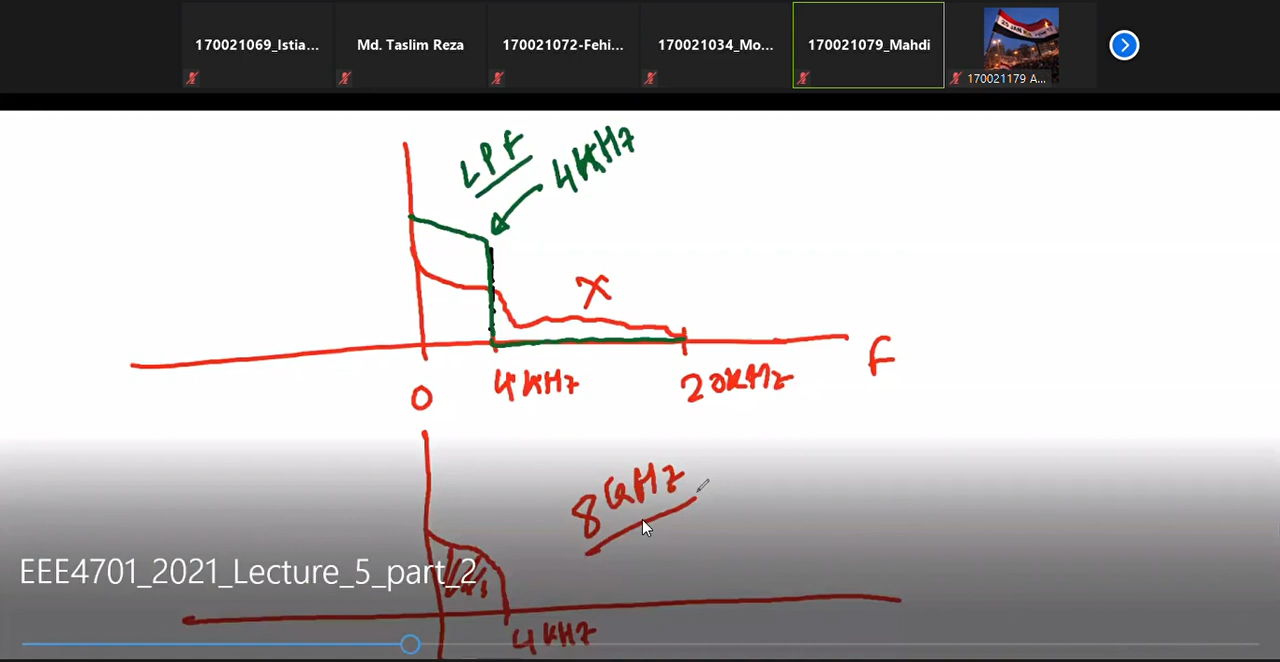 170021069_Istia...
Md. Taslim Reza
170021072-Fehi...
170021034_Mo...
170021079_Mahdi
170021179 A...
LPF
4KHz
X
0
4KHz
20KHz
F
8KHz
EEE4701_2021_Lecture_5_part_2
4KHz